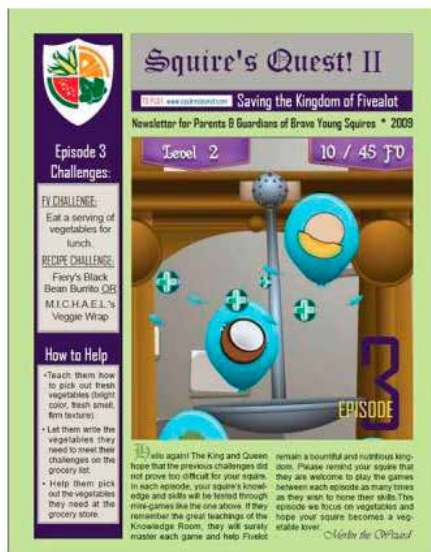 Squire's Quest! II
TO PLAY: www.squiresquest.com Saving the Kingdom of Fivealot
Newsletter for Parents & Guardians of Brave Young Squires * 2009
Episode 3
Challenges:
FV CHALLENGE:
Eat a serving of
vegetables for
lunch.
RECIPE CHALLENGE:
Fiery's Black
Bean Burrito OR
M.I.C.H.A.E.L.'s
Veggie Wrap
How to Help
•Teach them how
to pick out fresh
vegetables (bright
color, fresh smell,
firm texture).
• Let them write the
vegetables they
need to meet their
challenges on the
grocery list.
• Help them pick
out the vegetables
they need at the
grocery store.
Level 2
10 / 45 FV
3
EPISODE
Hello again! The King and Queen
hope that the previous challenges did
not prove too difficult for your squire.
In each episode, your squire's knowl-
edge and skills will be tested through
mini-games like the one above. If they
remember the great teachings of the
Knowledge Room, they will surely
master each game and help Fivelot
remain a bountiful and nutritious king-
dom. Please remind your squire that
they are welcome to play the games
between each episode as many times
as they wish to hone their skills. This
episode we focus on vegetables and
hope your squire becomes a veg-
etable lover.
Merlin the Wizard